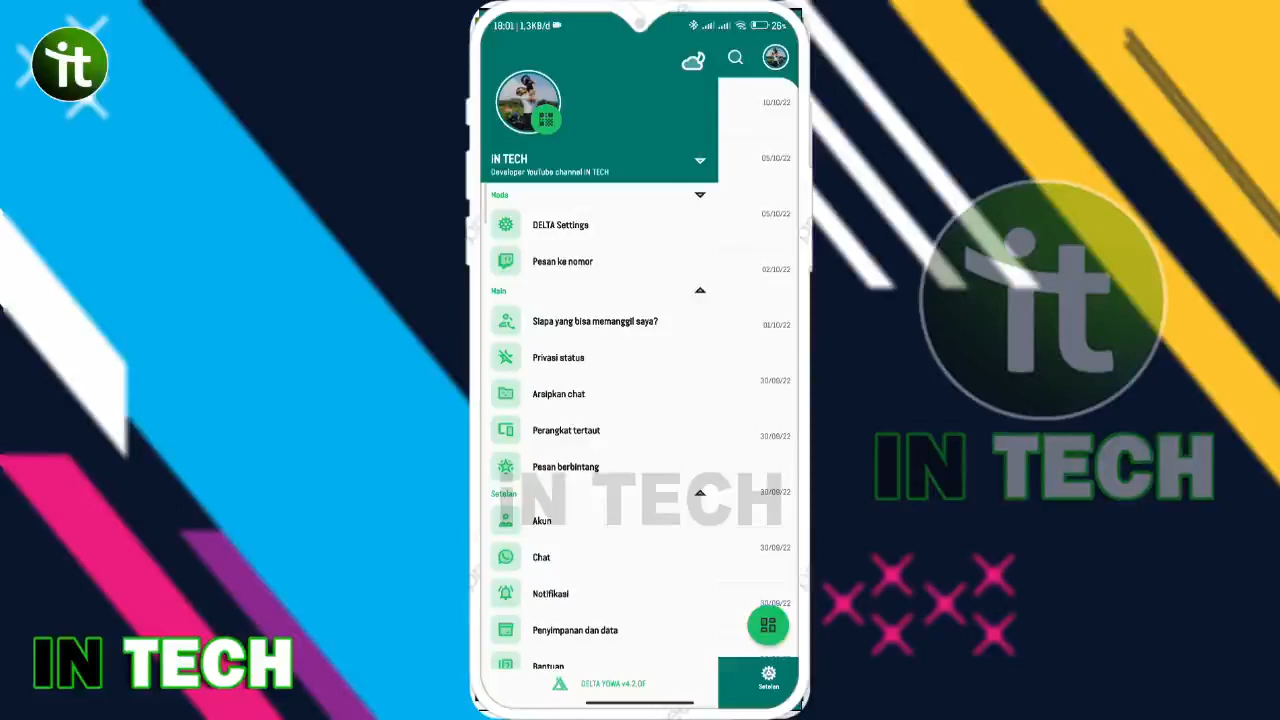 it
18:01 | 1,3KB/d
26%
iN TECH
Developer YouTube channel iN TECH
Mods
DELTA Settings
Pesan ke nomor
Main
Siapa yang bisa memanggil saya?
Privasi status
Arsipkan chat
Perangkat tertaut
Pesan berbintang
Setelan
Akun
Chat
Notifikasi
Penyimpanan dan data
Bantuan
DELTA YOWA v4.2.0F
10/10/22
05/10/22
05/10/22
02/10/22
01/10/22
30/09/22
30/09/22
30/09/22
30/09/22
30/09/22
Setelan
iN TECH
it
IN TECH
IN TECH